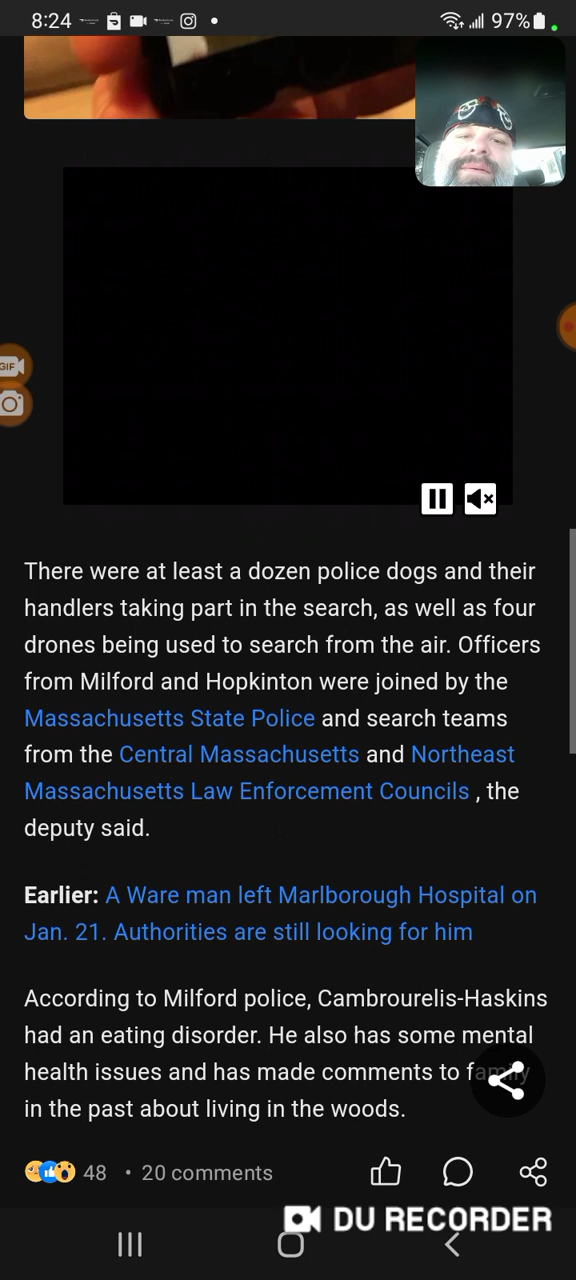 8:24
97%
GIF
There were at least a dozen police dogs and their
handlers taking part in the search, as well as four
drones being used to search from the air. Officers
from Milford and Hopkinton were joined by the
Massachusetts State Police and search teams
from the Central Massachusetts and Northeast
Massachusetts Law Enforcement Councils , the
deputy said.
Earlier: A Ware man left Marlborough Hospital on
Jan. 21. Authorities are still looking for him
According to Milford police, Cambrourelis-Haskins
had an eating disorder. He also has some mental
health issues and has made comments to family
in the past about living in the woods.
48 • 20 comments
DU RECORDER